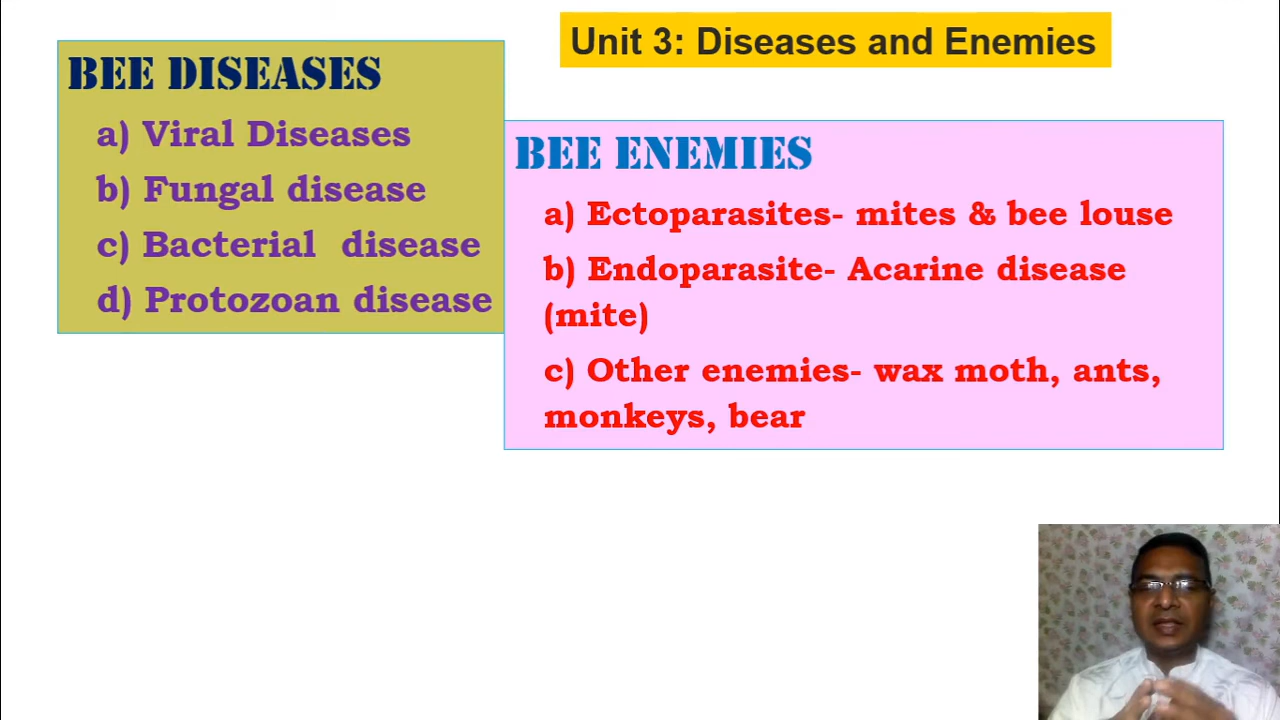 Unit 3: Diseases and Enemies
BEE DISEASES
a) Viral Diseases
b) Fungal disease
c) Bacterial disease
d) Protozoan disease
BEE ENEMIES
a) Ectoparasites- mites & bee louse
b) Endoparasite- Acarine disease
(mite)
c) Other enemies- wax moth, ants,
monkeys, bear